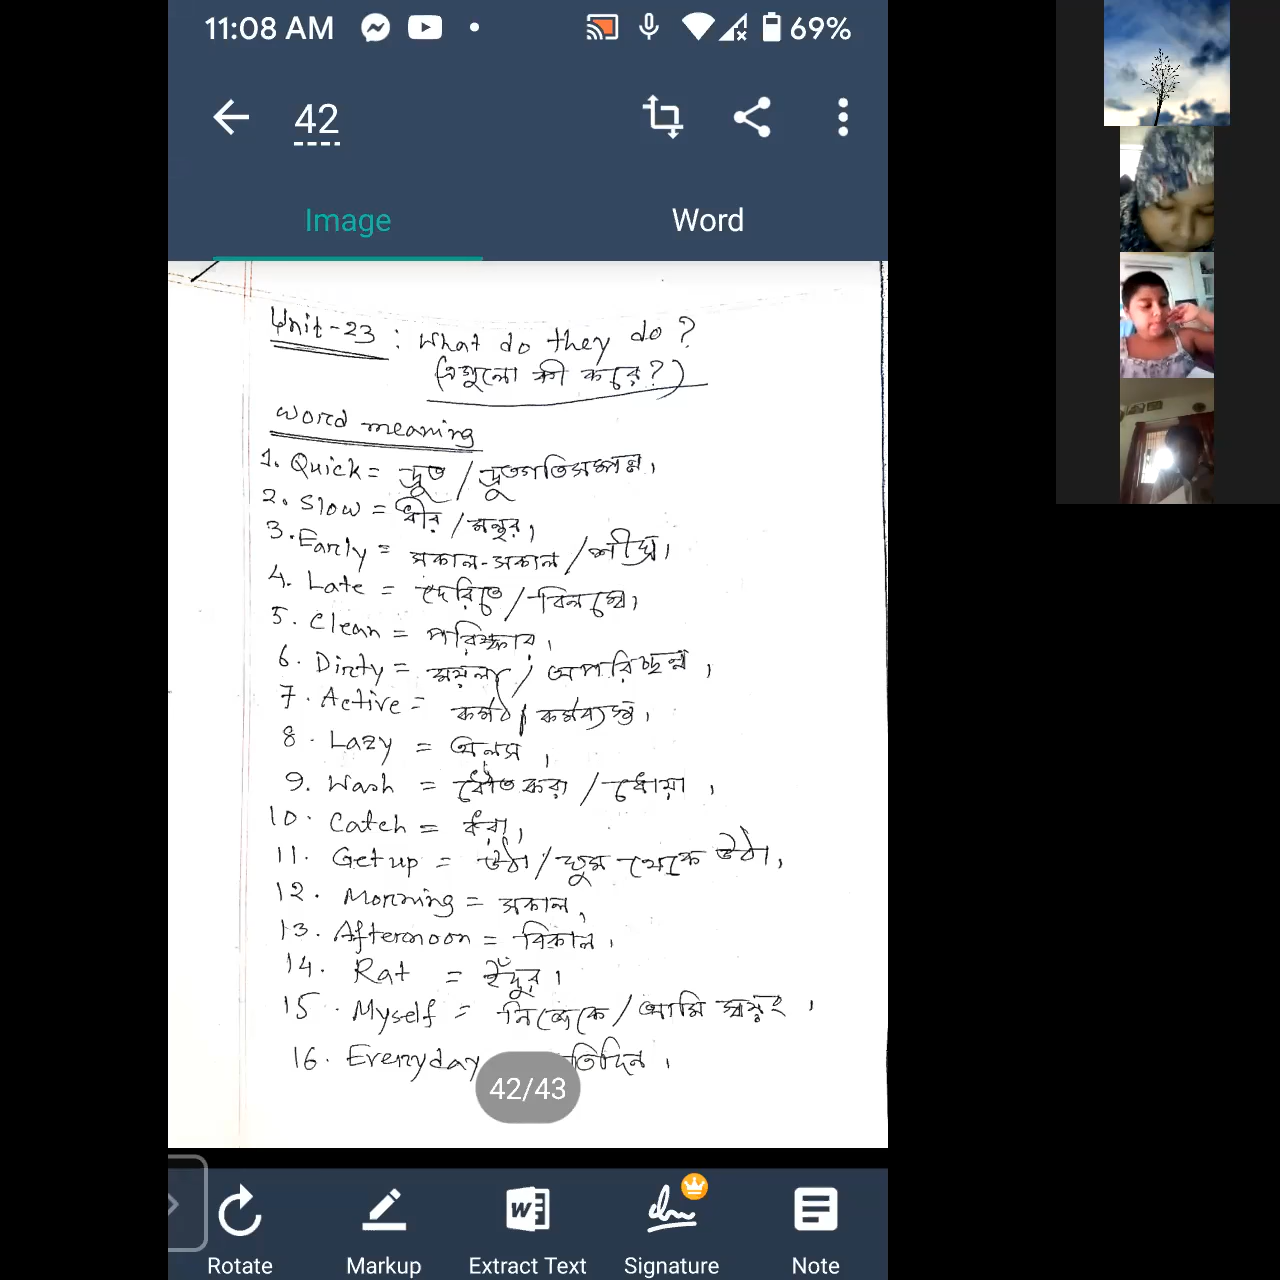 11:08 AM 69%
42
Image Word
Unit-23 : What do they do ?
(এগুলো কী করে?)
Word meaning
1. Quick = দ্রুত / দ্রুতগতিসম্পন্ন,
2. Slow = ধীর / মন্থর,
3. Early = সকাল-সকাল / শীঘ্র।
4. Late = দেরিতে / বিলম্বে।
5. Clean = পরিষ্কার,
6. Dirty = ময়লা / অপরিচ্ছন্ন,
7. Active = কর্মঠ / কর্মব্যস্ত,
8. Lazy = অলস,
9. Wash = ধৌত করা / ধোয়া,
10. Catch = ধরা,
11. Get up = উঠা / ঘুম থেকে উঠা,
12. Morning = সকাল,
13. Afternoon = বিকাল,
14. Rat = ইঁদুর।
15. Myself = নিজেকে / আমি স্বয়ং,
16. Everyday তিদিন,
42/43
Rotate Markup Extract Text Signature Note